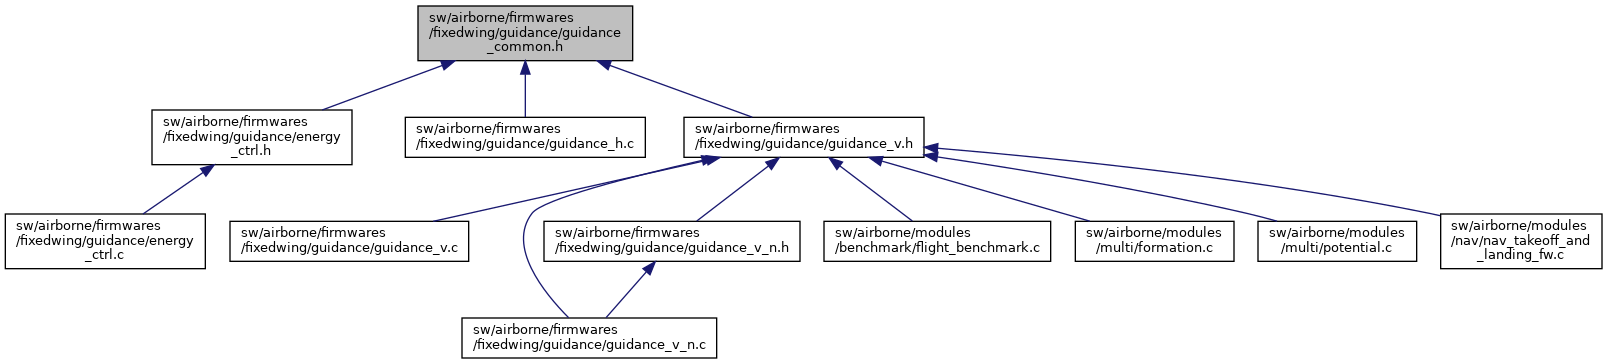 sw/airborne/firmwares
/fixedwing/guidance/guidance
_common.h
sw/airborne/firmwares
/fixedwing/guidance/energy
_ctrl.h
sw/airborne/firmwares
/fixedwing/guidance/guidance_h.c
sw/airborne/firmwares
/fixedwing/guidance/guidance_v.h
sw/airborne/firmwares
/fixedwing/guidance/energy
_ctrl.c
sw/airborne/firmwares
/fixedwing/guidance/guidance_v.c
sw/airborne/firmwares
/fixedwing/guidance/guidance_v_n.h
sw/airborne/modules
/benchmark/flight_benchmark.c
sw/airborne/modules
/multi/formation.c
sw/airborne/modules
/multi/potential.c
sw/airborne/modules
/nav/nav_takeoff_and
_landing_fw.c
sw/airborne/firmwares
/fixedwing/guidance/guidance_v_n.c